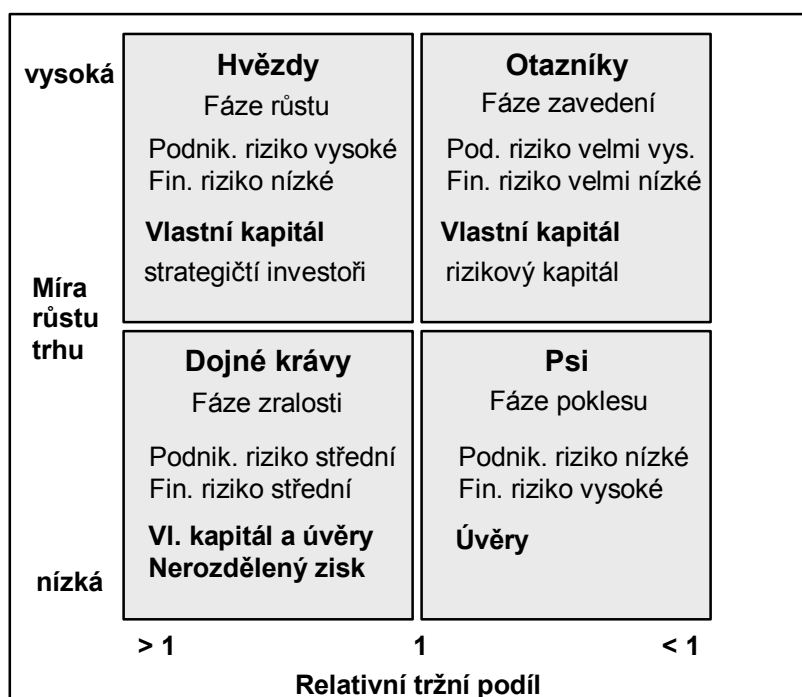 vysoká
Hvězdy
Fáze růstu
Podnik. riziko vysoké
Fin. riziko nízké
Vlastní kapitál
strategičtí investoři
Otazníky
Fáze zavedení
Pod. riziko velmi vys.
Fin. riziko velmi nízké
Vlastní kapitál
rizikový kapitál
Míra
růstu
trhu
Dojné krávy
Fáze zralosti
Podnik. riziko střední
Fin. riziko střední
Vl. kapitál a úvěry
Nerozdělený zisk
Psi
Fáze poklesu
Podnik. riziko nízké
Fin. riziko vysoké
Úvěry
nízká
> 1
1
< 1
Relativní tržní podíl